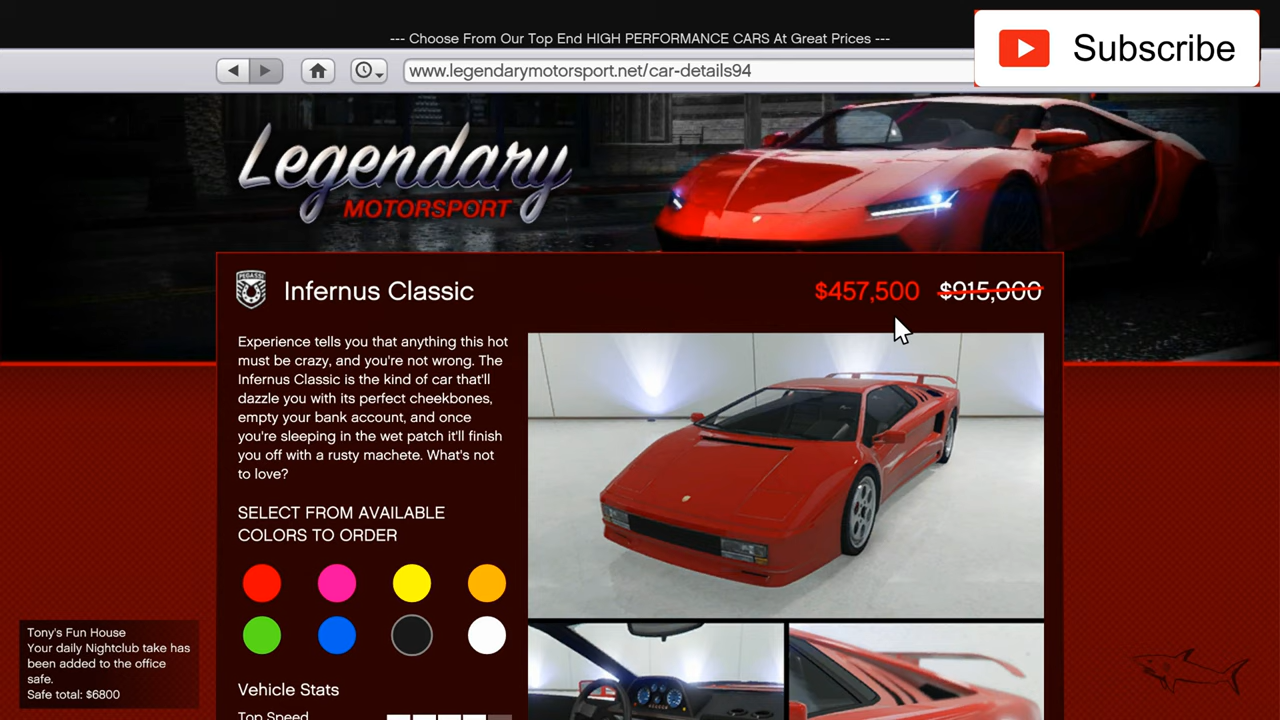 --- Choose From Our Top End HIGH PERFORMANCE CARS At Great Prices ---
Subscribe
www.legendarymotorsport.net/car-details94
Legendary
MOTORSPORT
PEGASSI
Infernus Classic
$457,500 $915,000
Experience tells you that anything this hot
must be crazy, and you're not wrong. The
Infernus Classic is the kind of car that'll
dazzle you with its perfect cheekbones,
empty your bank account, and once
you're sleeping in the wet patch it'll finish
you off with a rusty machete. What's not
to love?
SELECT FROM AVAILABLE
COLORS TO ORDER
Tony's Fun House
Your daily Nightclub take has
been added to the office
safe.
Safe total: $6800
Vehicle Stats
Top Speed